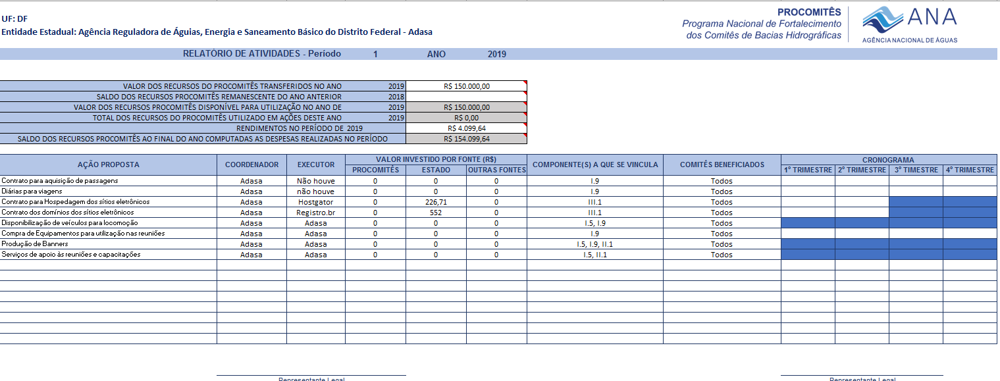 UF: DF
Entidade Estadual: Agência Reguladora de Águias, Energia e Saneamento Básico do Distrito Federal - Adasa
PROCOMITÊS
Programa Nacional de Fortalecimento
dos Comitês de Bacias Hidrográficas
ANA
AGÊNCIA NACIONAL DE ÁGUAS
RELATÓRIO DE ATIVIDADES - Período 1 ANO 2019
VALOR DOS RECURSOS DO PROCOMITÊS TRANSFERIDOS NO ANO 2019 R$ 150.000,00
SALDO DOS RECURSOS PROCOMITÊS REMANESCENTE DO ANO ANTERIOR 2018
VALOR DOS RECURSOS PROCOMITÊS DISPONÍVEL PARA UTILIZAÇÃO NO ANO DE 2019 R$ 150.000,00
TOTAL DOS RECURSOS DO PROCOMITÊS UTILIZADO EM AÇÕES DESTE ANO 2019 R$ 0,00
RENDIMENTOS NO PERÍODO DE 2019 R$ 4.099,64
SALDO DOS RECURSOS PROCOMITÊS AO FINAL DO ANO COMPUTADAS AS DESPESAS REALIZADAS NO PERÍODO R$ 154.099,64
AÇÃO PROPOSTA COORDENADOR EXECUTOR VALOR INVESTIDO POR FONTE (R$) COMPONENTE(S) A QUE SE VINCULA COMITÊS BENEFICIADOS CRONOGRAMA
PROCOMITÊS ESTADO OUTRAS FONTES 1º TRIMESTRE 2º TRIMESTRE 3º TIMESTRE 4º TRIMESTRE
Contrato para aquisição de passagens Adasa Não houve 0 0 0 I.9 Todos
Diárias para viagens Adasa não houve 0 0 0 I.9 Todos
Contrato para Hospedagem dos sítios eletrônicos Adasa Hostgator 0 226,71 0 III.1 Todos
Contrato dos domínios dos sítios eletrônicos Adasa Registro.br 0 552 0 III.1 Todos
Disponibilização de veículos para locomoção Adasa Adasa 0 0 0 I.5, I.9 Todos
Compra de Equipamentos para utilização nas reuniões Adasa Adasa 0 0 0 I.9 Todos
Produção de Banners Adasa Adasa 0 0 0 I.5, I.9, II.1 Todos
Serviços de apoio às reuniões e capacitações Adasa Adasa 0 0 0 I.5, II.1 Todos
Representante Legal Representante Legal